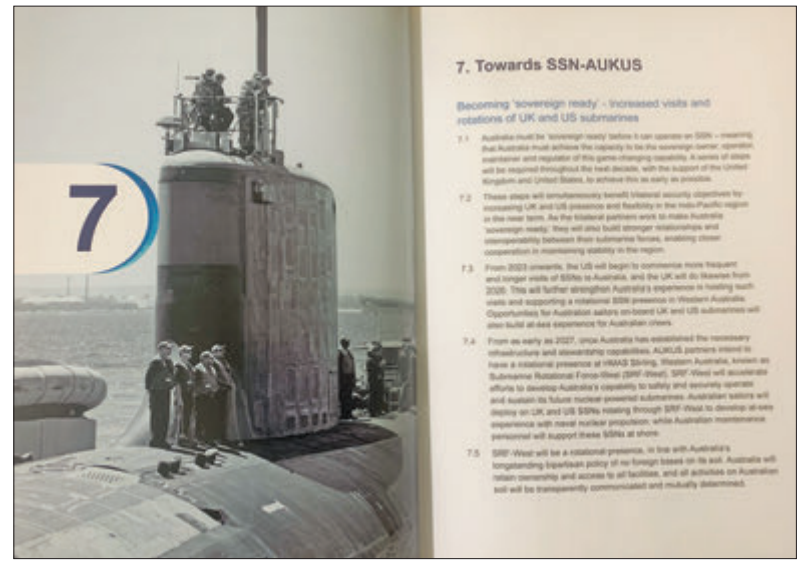 7
7. Towards SSN-AUKUS
Becoming 'sovereign ready' - Increased visits and
rotations of UK and US submarines
7.1 Australia must be 'sovereign ready' before it can operate an SSN – meaning
that Australia must achieve the capacity to be the sovereign owner, operator,
maintainer and regulator of this game-changing capability. A series of steps
will be required throughout the next decade, with the support of the United
Kingdom and United States, to achieve this as early as possible.
7.2 These steps will simultaneously benefit trilateral security objectives by
increasing UK and US presence and flexibility in the Indo-Pacific region
in the near term. As the trilateral partners work to make Australia
'sovereign ready,' they will also build stronger relationships and
interoperability between their submarine forces, enabling closer
cooperation in maintaining stability in the region.
7.3 From 2023 onwards, the US will begin to commence more frequent
and longer visits of SSNs to Australia, and the UK will do likewise from
2026. This will further strengthen Australia's experience in hosting such
visits and supporting a rotational SSN presence in Western Australia.
Opportunities for Australian sailors on-board UK and US submarines will
also build at-sea experience for Australian crews.
7.4 From as early as 2027, once Australia has established the necessary
infrastructure and stewardship capabilities, AUKUS partners intend to
have a rotational presence at HMAS Stirling, Western Australia, known as
Submarine Rotational Force-West (SRF-West). SRF-West will accelerate
efforts to develop Australia's capability to safely and securely operate
and sustain its future nuclear-powered submarines. Australian sailors will
deploy on UK and US SSNs rotating through SRF-West to develop at-sea
experience with naval nuclear propulsion, while Australian maintenance
personnel will support these SSNs at shore.
7.5 SRF-West will be a rotational presence, in line with Australia's
longstanding bipartisan policy of no foreign bases on its soil. Australia will
retain ownership and access to all facilities, and all activities on Australian
soil will be transparently communicated and mutually determined.